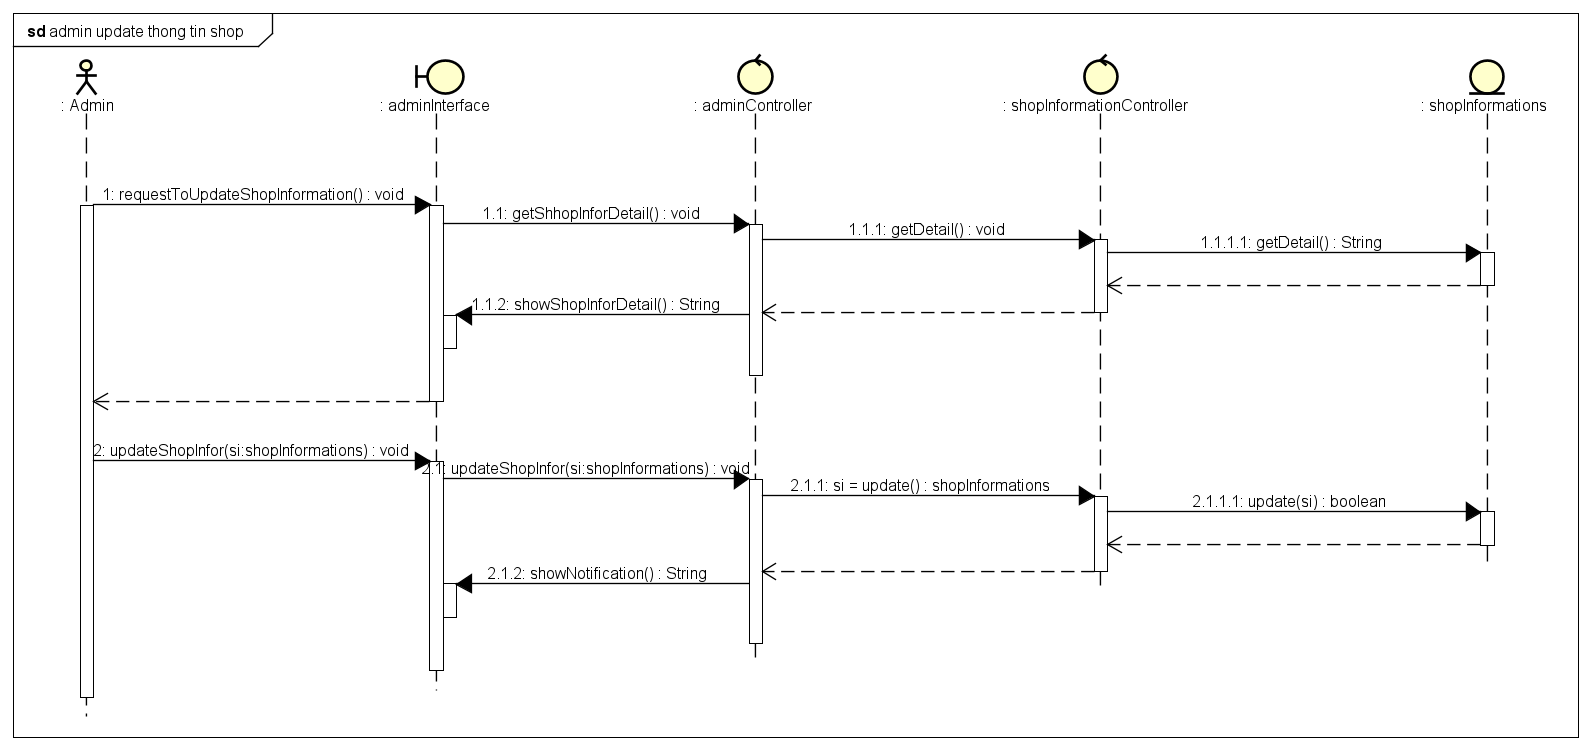 sd admin update thong tin shop
: Admin
: adminInterface
: adminController
: shopInformationController
: shopInformations
1: requestToUpdateShopInformation() : void
1.1: getShhopInforDetail() : void
1.1.1: getDetail() : void
1.1.1.1: getDetail() : String
1.1.2: showShopInforDetail() : String
2: updateShopInfor(si:shopInformations) : void
2.1: updateShopInfor(si:shopInformations) : void
2.1.1: si = update() : shopInformations
2.1.1.1: update(si) : boolean
2.1.2: showNotification() : String